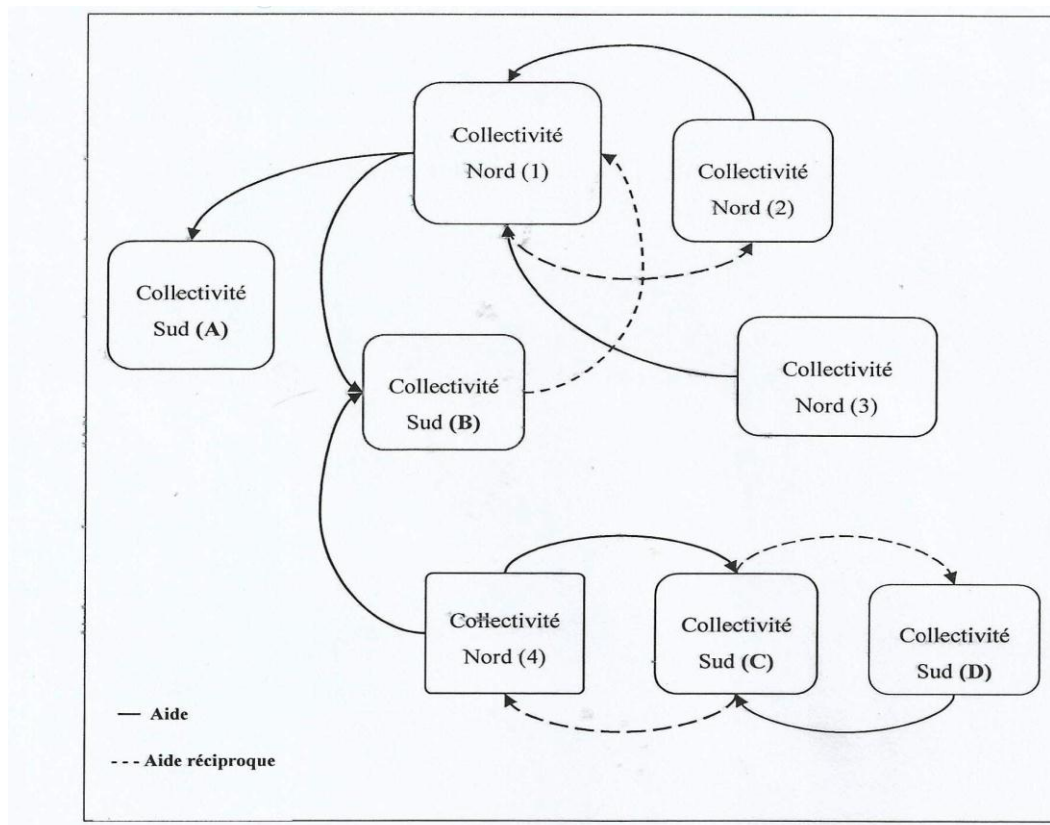 Collectivité
Nord (1)
Collectivité
Nord (2)
Collectivité
Sud (A)
Collectivité
Nord (3)
Collectivité
Sud (B)
Collectivité
Nord (4)
Collectivité
Sud (C)
Collectivité
Sud (D)
Aide
Aide réciproque